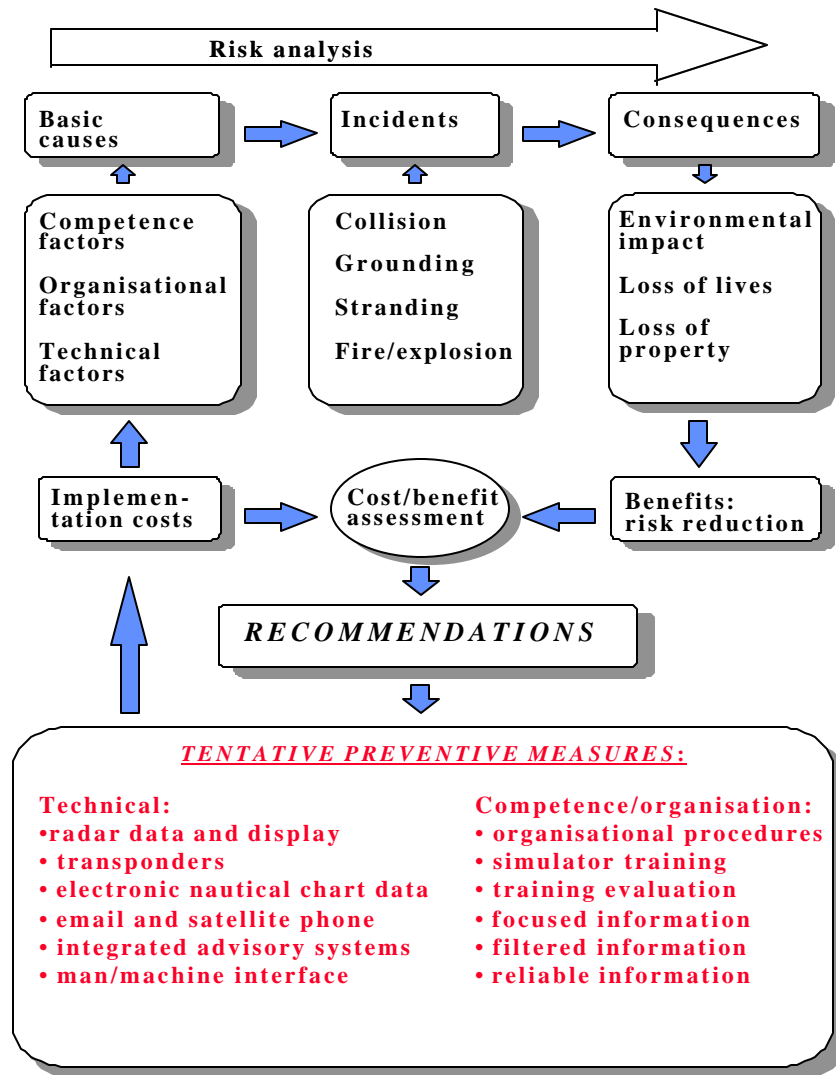 Risk analysis
Basic
causes
Incidents
Consequences
Competence
factors
Organisational
factors
Technical
factors
Collision
Grounding
Stranding
Fire/explosion
Environmental
impact
Loss of lives
Loss of
property
Implemen-
tation costs
Cost/benefit
assessment
Benefits:
risk reduction
RECOMMENDATIONS
TENTATIVE PREVENTIVE MEASURES:
Technical:
•radar data and display
• transponders
• electronic nautical chart data
• email and satellite phone
• integrated advisory systems
• man/machine interface
Competence/organisation:
• organisational procedures
• simulator training
• training evaluation
• focused information
• filtered information
• reliable information